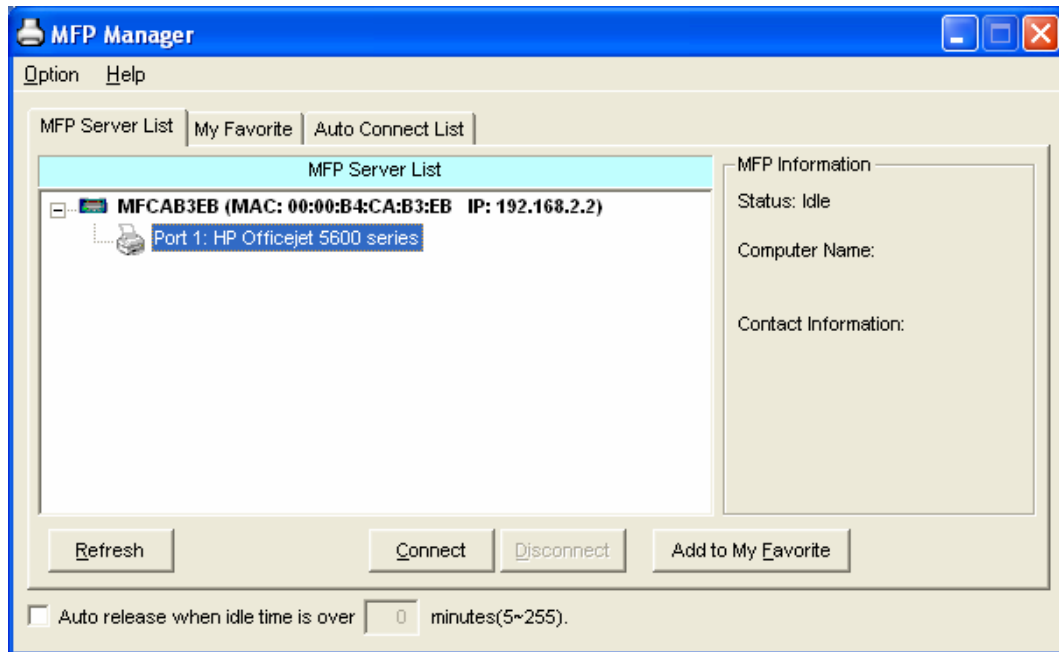 MFP Manager
Option Help
MFP Server List My Favorite Auto Connect List
MFP Server List
MFCAB3EB (MAC: 00:00:B4:CA:B3:EB IP: 192.168.2.2)
Port 1: HP Officejet 5600 series
MFP Information
Status: Idle
Computer Name:
Contact Information:
Refresh Connect Disconnect Add to My Favorite
Auto release when idle time is over 0 minutes(5~255).